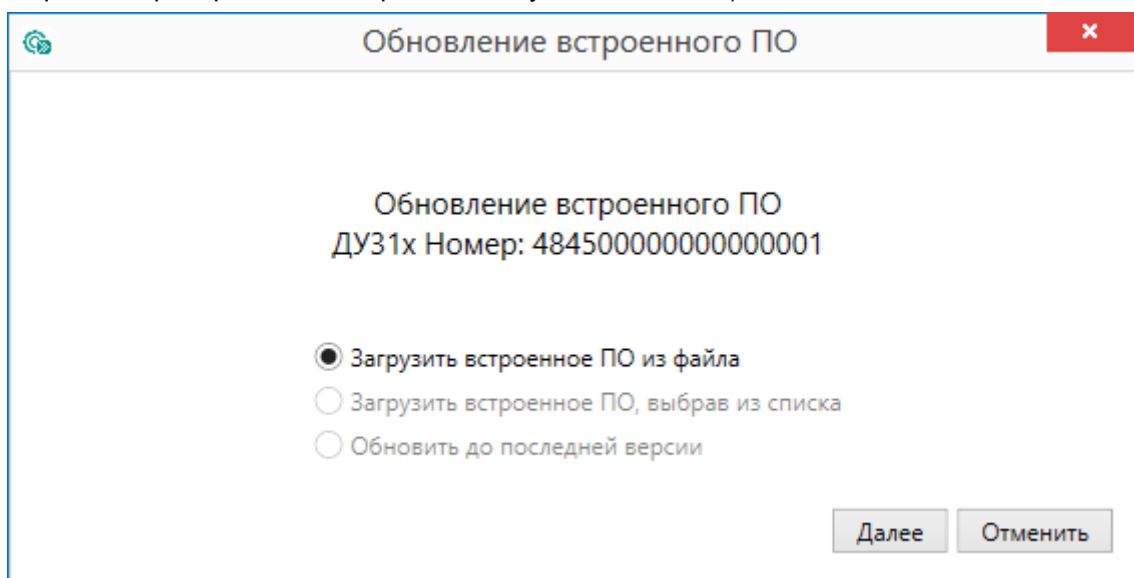 Обновление встроенного ПО
Обновление встроенного ПО
ДУ31х Номер: 484500000000000001
Загрузить встроенное ПО из файла
Загрузить встроенное ПО, выбрав из списка
Обновить до последней версии
Далее Отменить